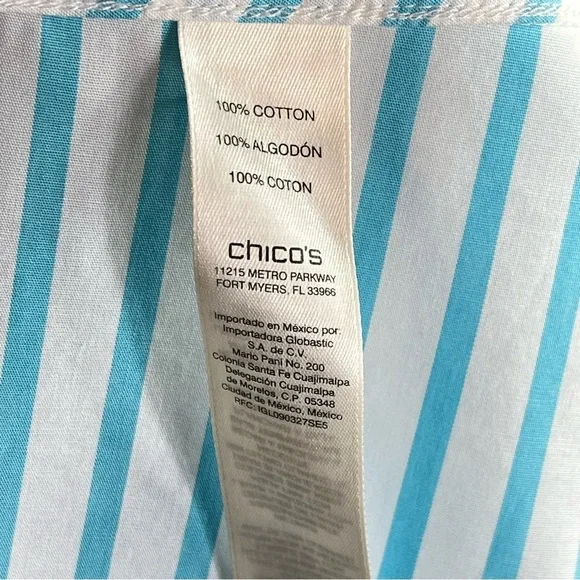 100% COTTON
100% ALGODÓN
100% COTON
chico's
11215 METRO PARKWAY
FORT MYERS, FL 33966
Importado en México por:
Importadora Globastic
S.A. de C.V.
Mario Pani No. 200
Colonia Santa Fe Cuajimalpa
Delegación Cuajimalpa
de Morelos, C.P. 05348
Ciudad de México, México
RFC: IGL090327SE5